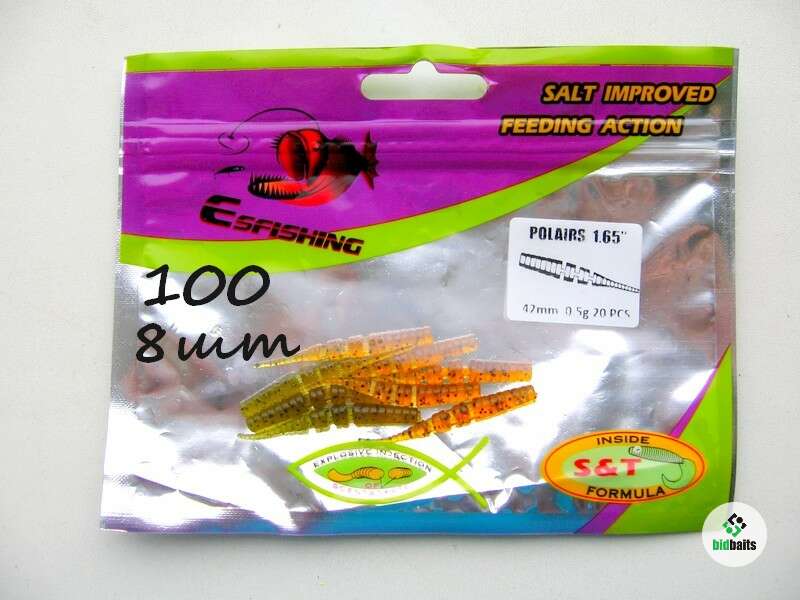 SALT IMPROVED
FEEDING ACTION
ESFISHING
POLAIRS 1.65"
42mm 0.5g 20 PCS
100
8 шт
EXPLOSIVE INJECTION
OF
INSIDE
S&T
FORMULA
bidbaits